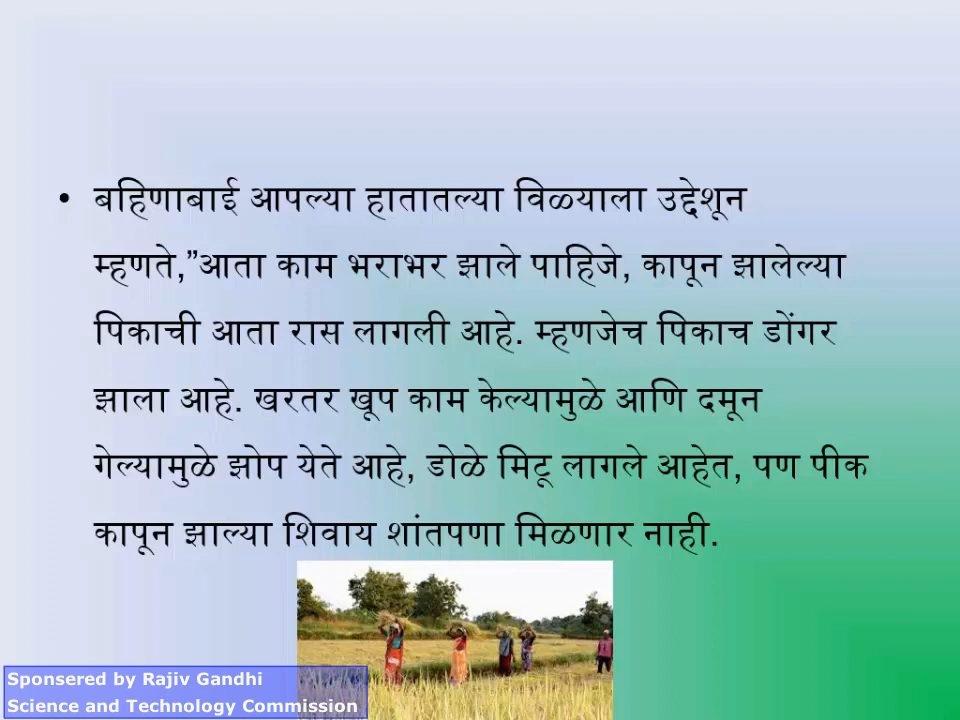 • बहिणाबाई आपल्या हातातल्या विळ्याला उद्देशून
म्हणते,”आता काम भराभर झाले पाहिजे, कापून झालेल्या
पिकाची आता रास लागली आहे. म्हणजेच पिकाच डोंगर
झाला आहे. खरतर खूप काम केल्यामुळे आणि दमून
गेल्यामुळे झोप येते आहे, डोळे मिटू लागले आहेत, पण पीक
कापून झाल्या शिवाय शांतपणा मिळणार नाही.
Sponsered by Rajiv Gandhi
Science and Technology Commission